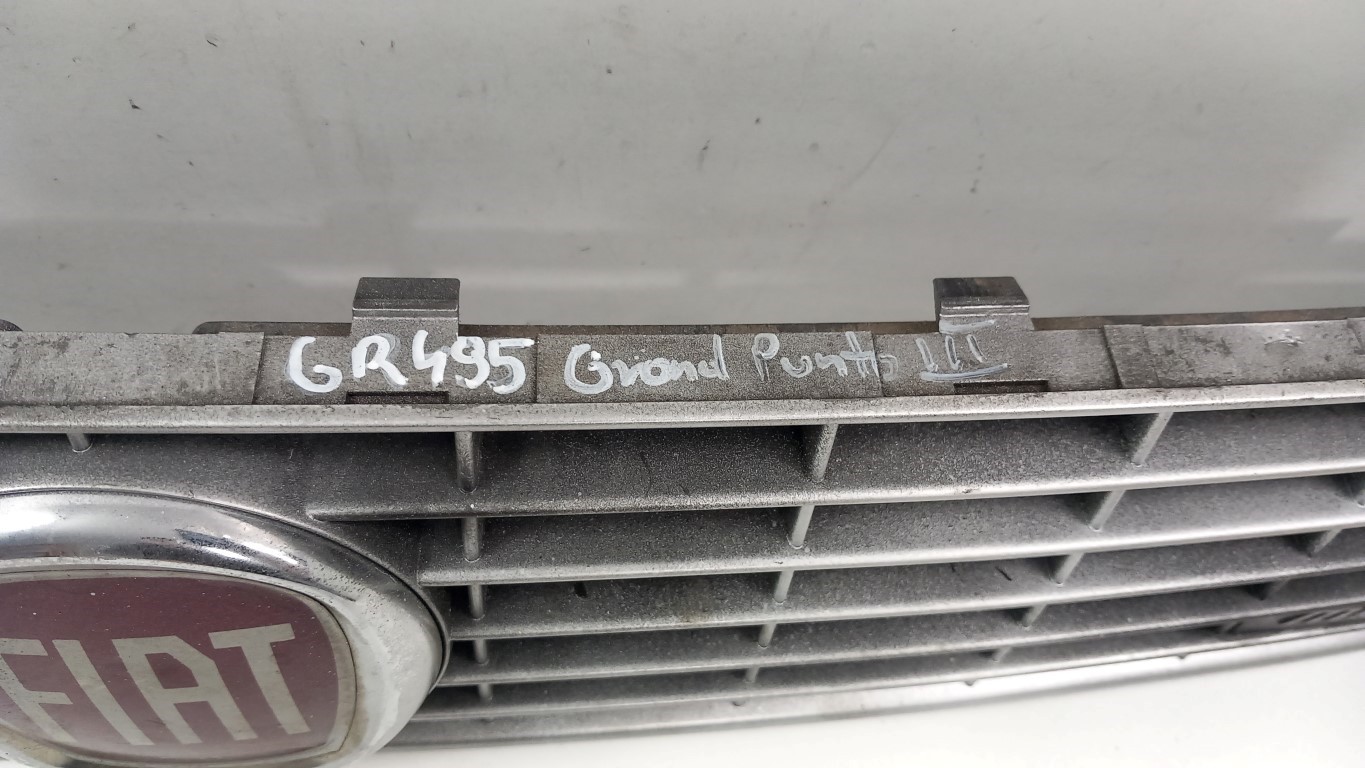 GR495 Grand Punto III
FIAT